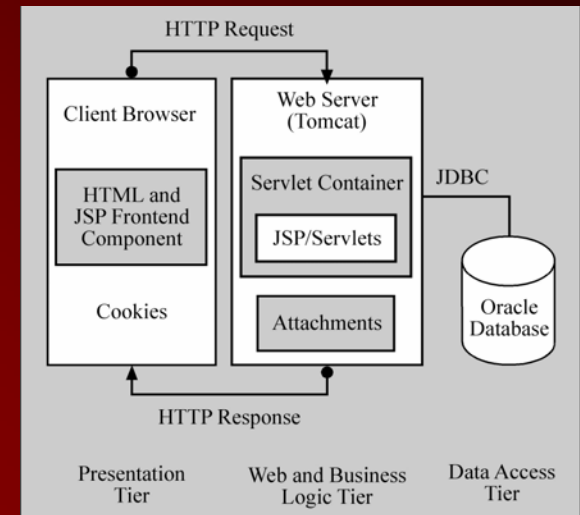 HTTP Request
Client Browser
HTML and
JSP Frontend
Component
Cookies
Web Server
(Tomcat)
Servlet Container
JSP/Servlets
Attachments
JDBC
Oracle
Database
HTTP Response
Presentation
Tier
Web and Business
Logic Tier
Data Access
Tier